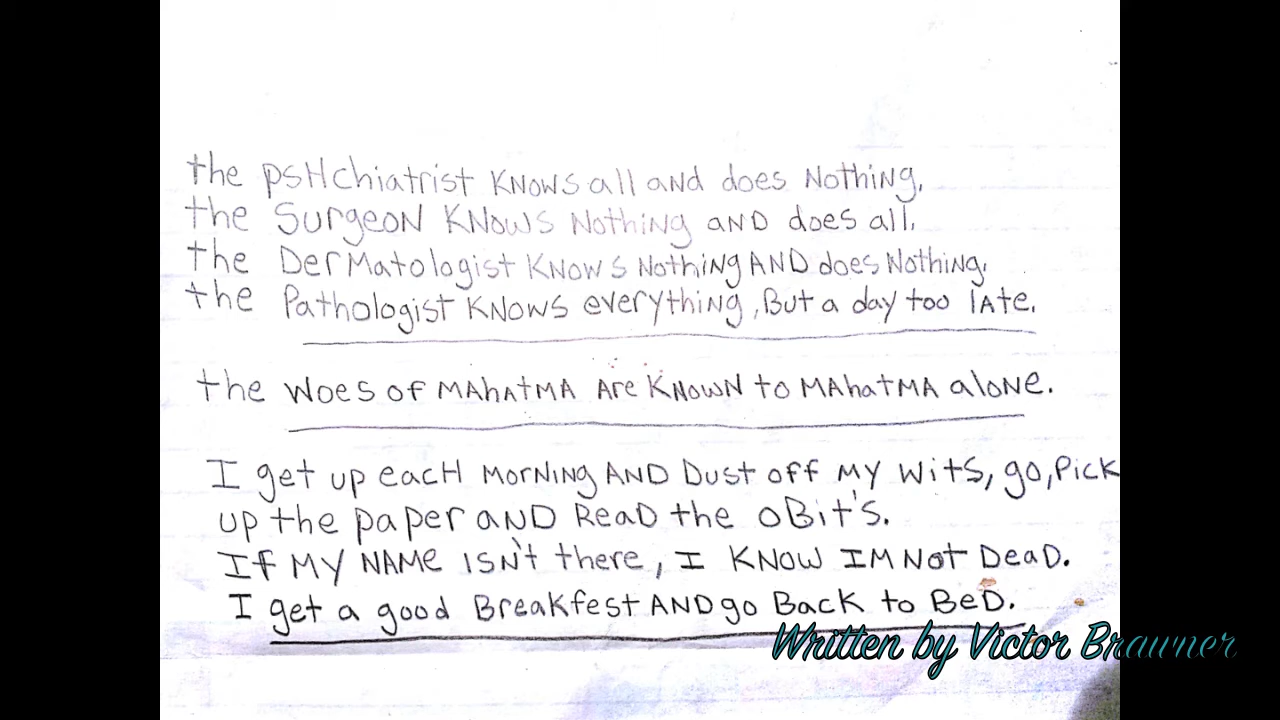 the psHchiatrist KNows all and does Nothing.
the Surgeon KNows Nothing and does all.
the DerMatologist KNows Nothing AND does Nothing.
the Pathologist KNows everything, But a day too late.
the woes of MAhatMA Are KNowN to MAhatMA aloNe.
I get up eacH MorNiNg AND Dust off MY wits, go, Pick
up the paper aND ReaD the oBit's.
If MY NAMe isN't there, I KNow IM Not DeaD.
I get a good BreakfesT AND go Back to BeD.
Written by Victor Brawner